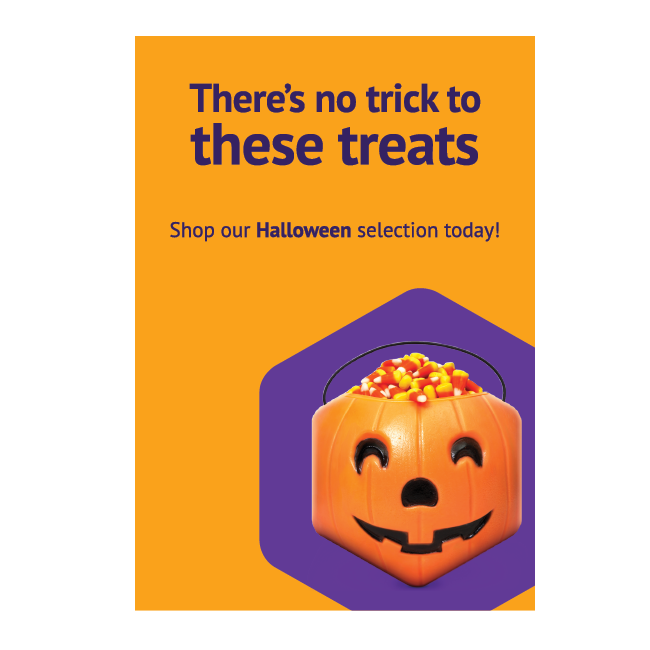 There’s no trick to
these treats
Shop our Halloween selection today!